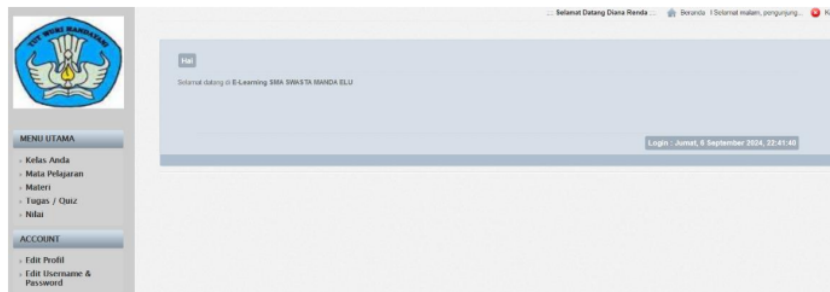 ... Selamat Datang Diana Renda ... Beranda | Selamat malam, pengunjung...
TUT WURI HANDAYANI
Hai
Selamat datang di E-Learning SMA SWASTA MANDA ELU
Login : Jumat, 6 September 2024, 22:41:40
MENU UTAMA
› Kelas Anda
› Mata Pelajaran
› Materi
› Tugas / Quiz
› Nilai
ACCOUNT
› Edit Profil
› Edit Username &
Password